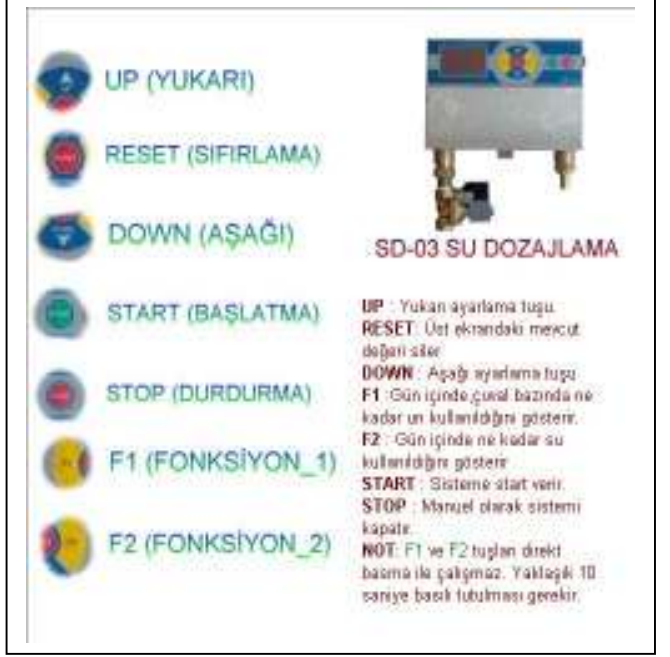 UP (YUKARI)
RESET (SIFIRLAMA)
DOWN (AŞAĞI)
START (BAŞLATMA)
STOP (DURDURMA)
F1 (FONKSİYON_1)
F2 (FONKSİYON_2)
SD-03 SU DOZAJLAMA
UP : Yukarı ayarlama tuşu.
RESET: Üst ekrandaki mevcut
değeri siler
DOWN : Aşağı ayarlama tuşu
F1 :Gün içinde,çuval bazında ne
kadar un kullanıldığını gösterir.
F2 : Gün içinde ne kadar su
kullanıldığını gösterir
START : Sisteme start verir.
STOP : Manuel olarak sistemi
kapatır.
NOT: F1 ve F2 tuşları direkt
basma ile çalışmaz. Yaklaşık 10
saniye basılı tutulması gerekir.